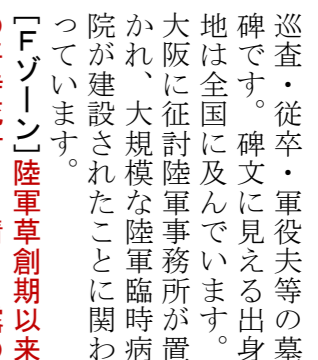 巡査・従卒・軍役夫等の墓
碑です。碑文に見える出身
地は全国に及んでいます。
大阪に征討陸軍事務所が置
かれ、大規模な陸軍臨時病
院が建設されたことに関わ
っています。
［Ｆゾーン］陸軍草創期以来